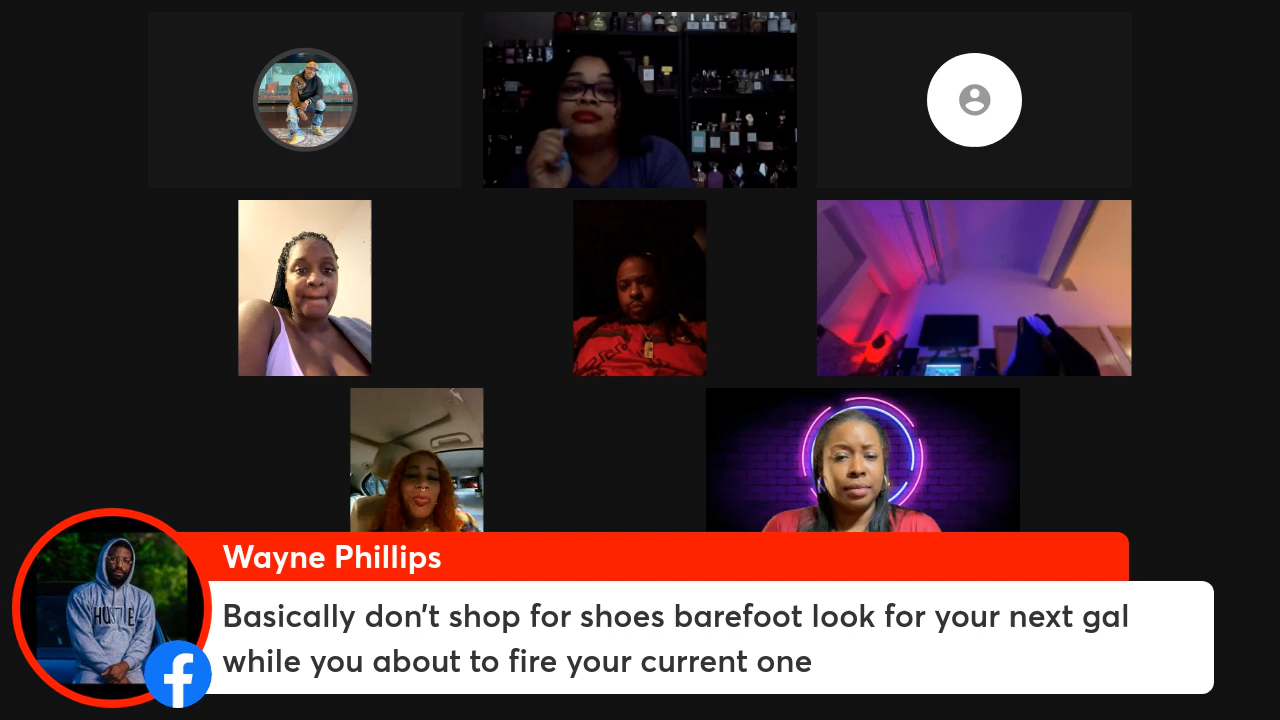 Wayne Phillips
Basically don't shop for shoes barefoot look for your next gal
while you about to fire your current one
HUSTLE